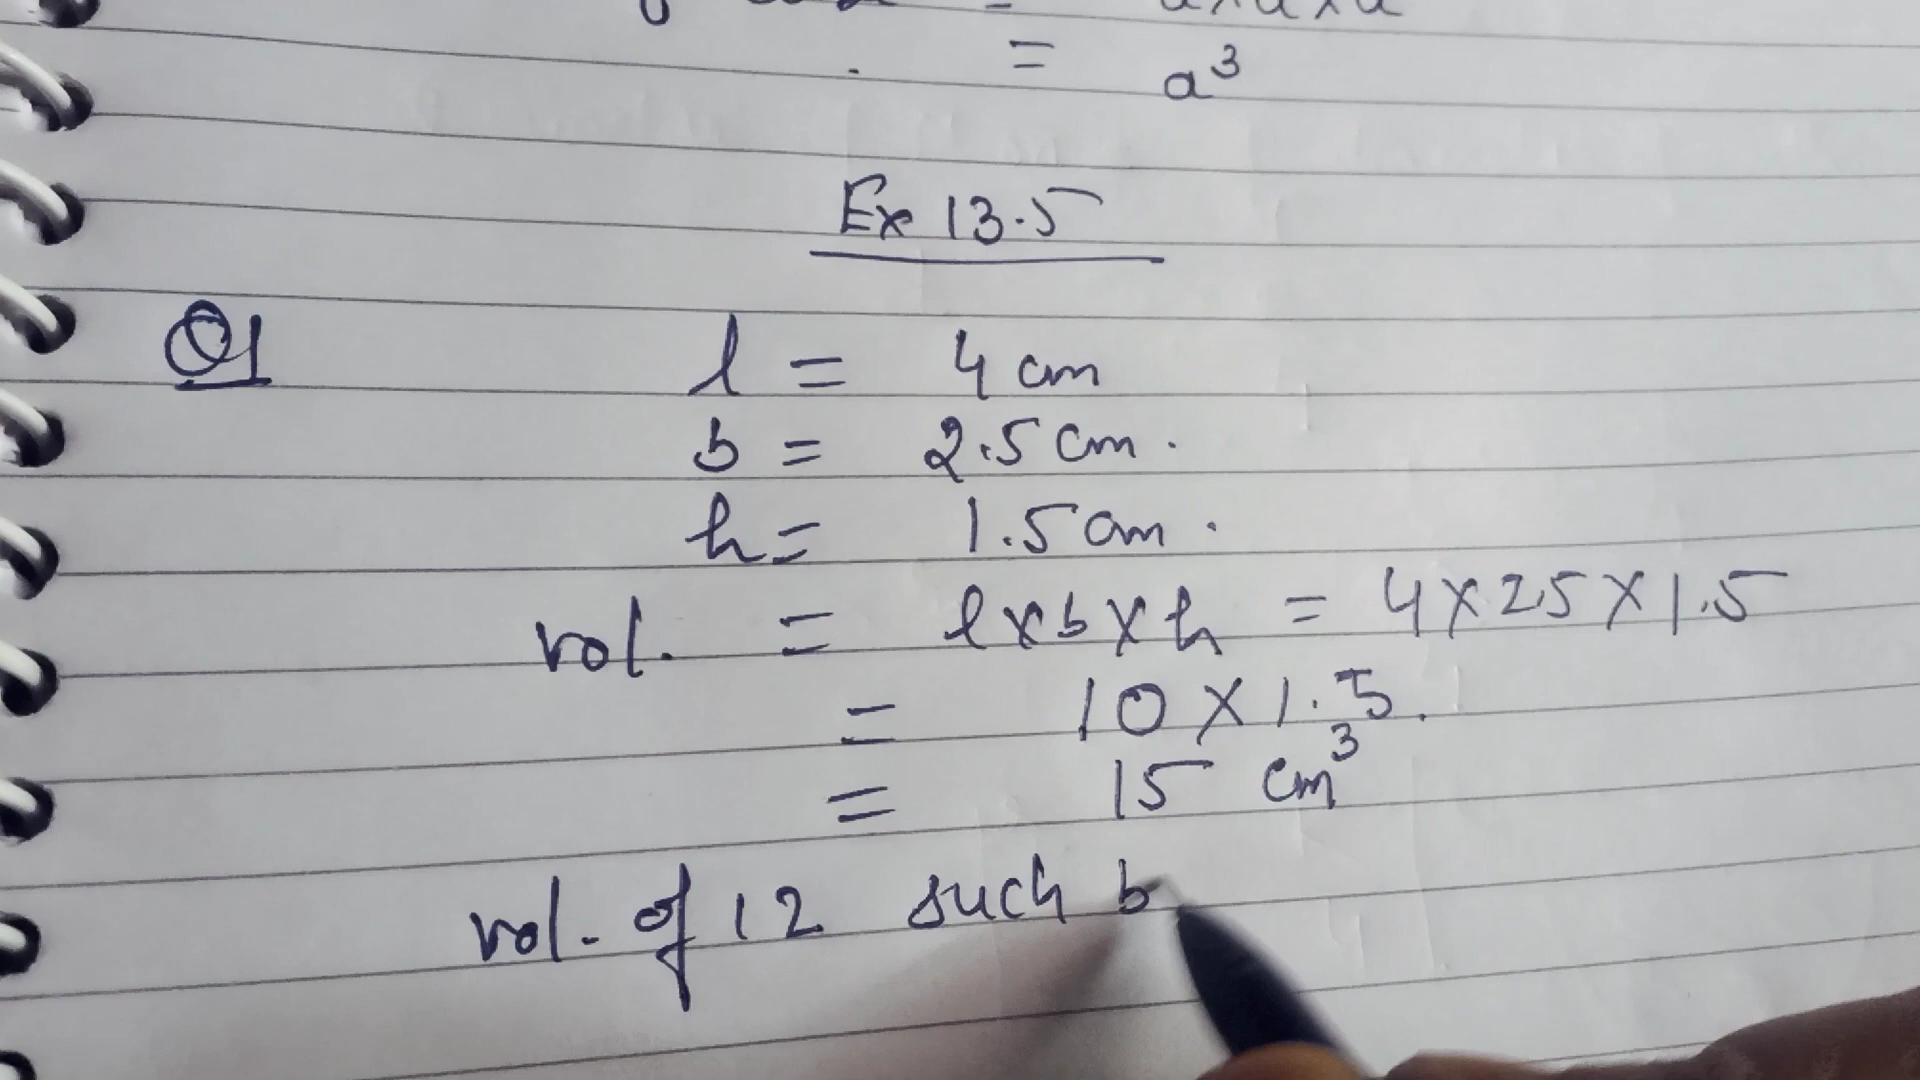 = a×a×a
= a³
Ex 13.5
Q1 l = 4 cm
b = 2.5 cm.
h = 1.5 cm.
vol. = l×b×h = 4×2.5×1.5
= 10×1.5.
= 15 cm³
vol. of 12 such b